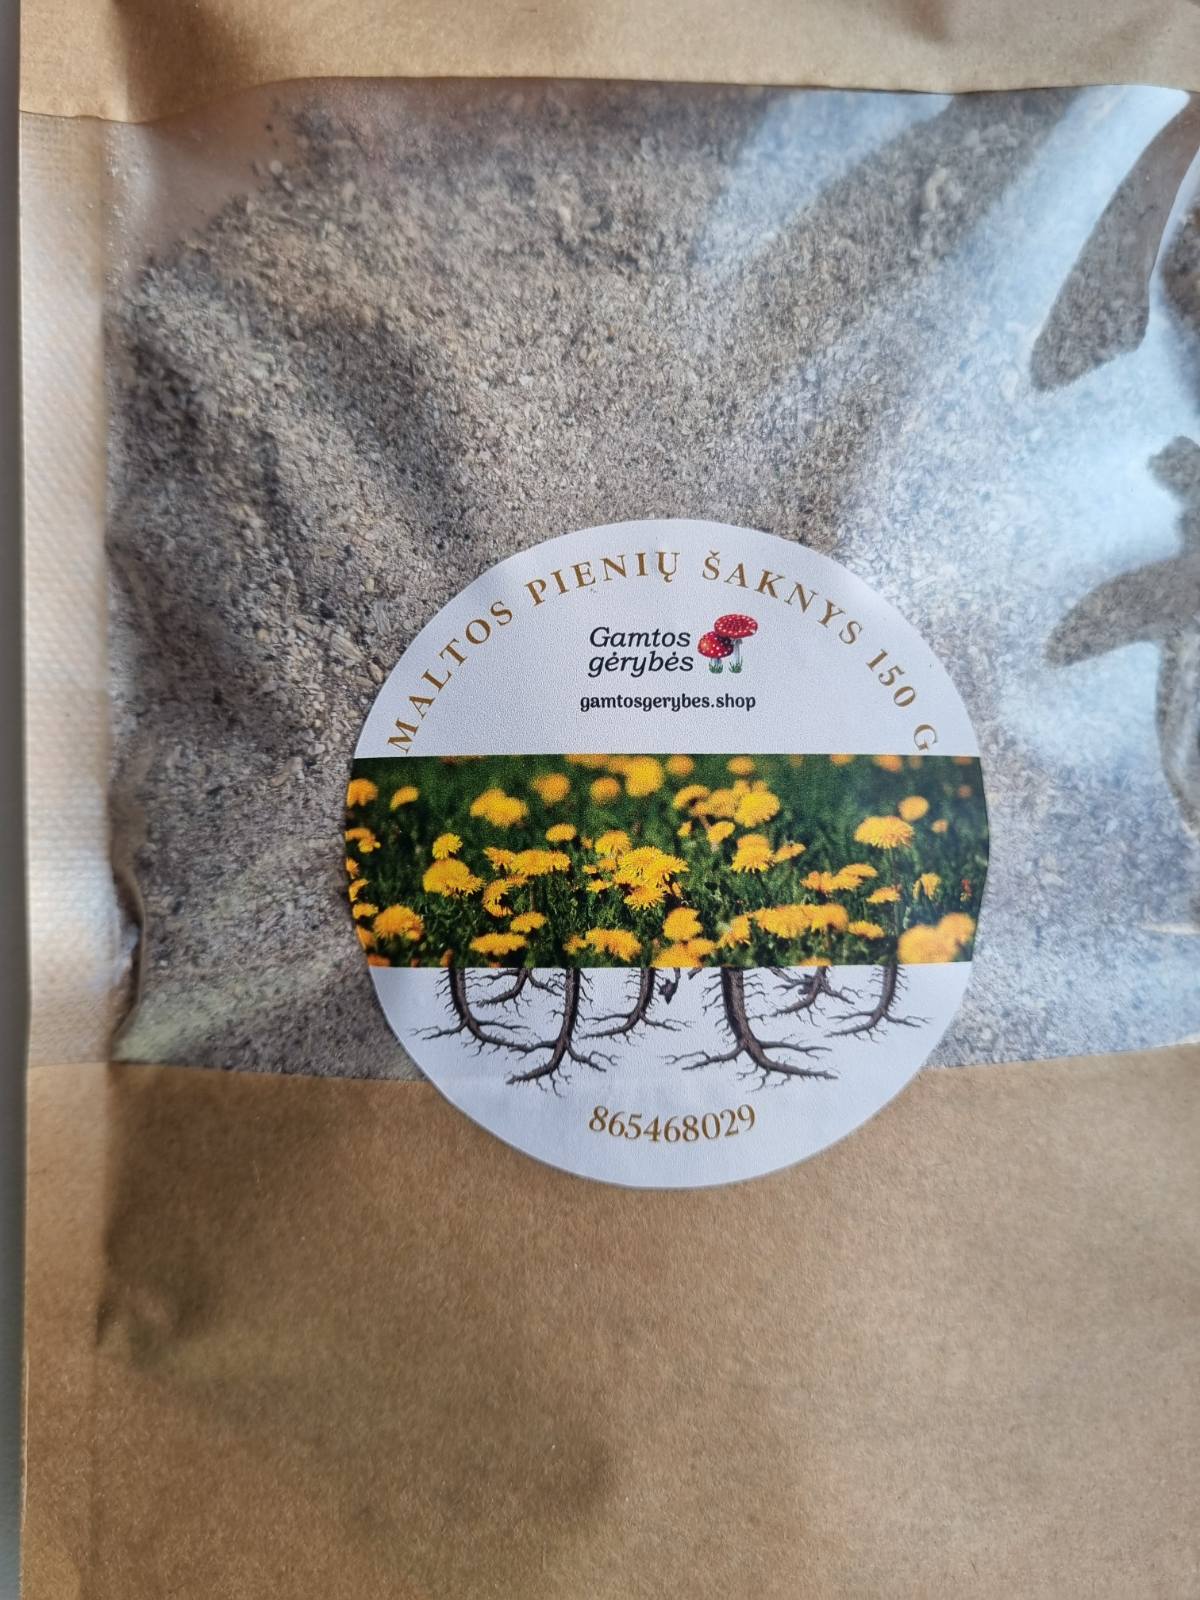 MALTOS PIENIŲ ŠAKNYS 150 G
Gamtos
gėrybės
gamtosgerybes.shop
865468029